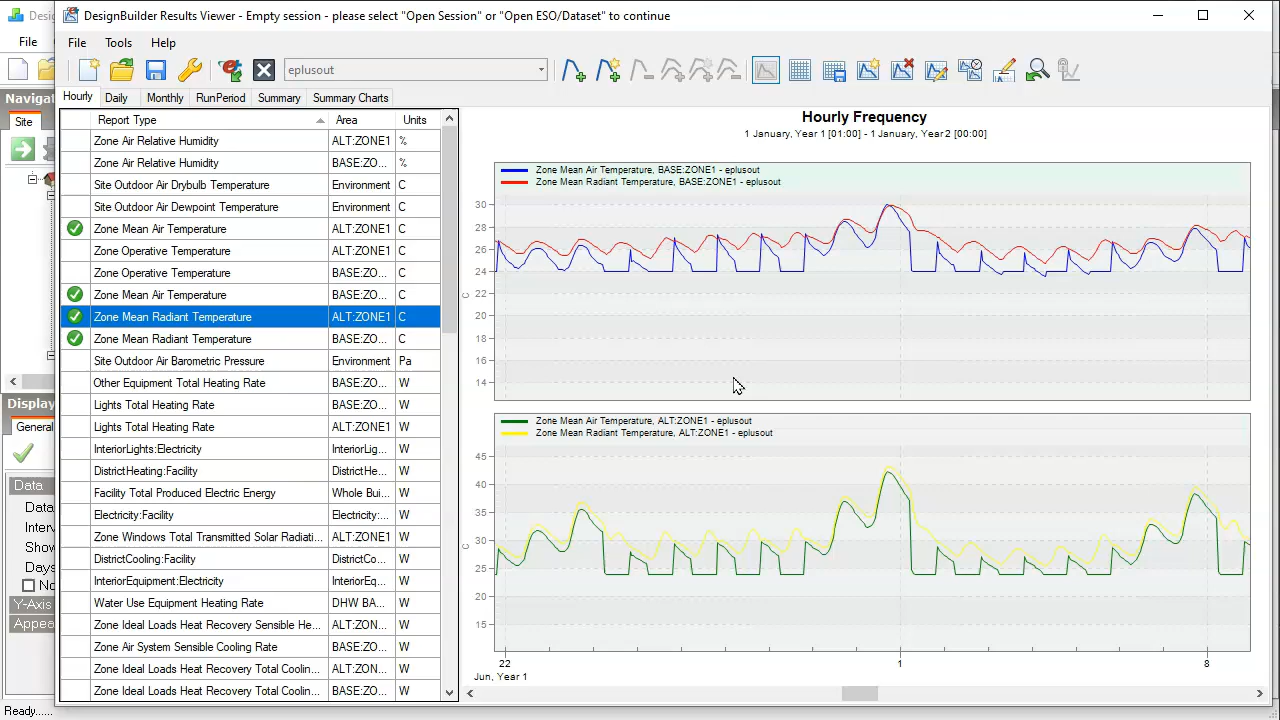 Desi
DesignBuilder Results Viewer - Empty session - please select "Open Session" or "Open ESO/Dataset" to continue
File
File Tools Help
eplusout
Navigat
Hourly Daily Monthly RunPeriod Summary Summary Charts
Site
Report Type Area Units
Zone Air Relative Humidity ALT:ZONE1 %
Zone Air Relative Humidity BASE:ZO... %
Site Outdoor Air Drybulb Temperature Environment C
Site Outdoor Air Dewpoint Temperature Environment C
Zone Mean Air Temperature ALT:ZONE1 C
Zone Operative Temperature ALT:ZONE1 C
Zone Operative Temperature BASE:ZO... C
Zone Mean Air Temperature BASE:ZO... C
Zone Mean Radiant Temperature ALT:ZONE1 C
Zone Mean Radiant Temperature BASE:ZO... C
Site Outdoor Air Barometric Pressure Environment Pa
Other Equipment Total Heating Rate BASE:ZO... W
Lights Total Heating Rate BASE:ZO... W
Lights Total Heating Rate ALT:ZONE1 W
InteriorLights:Electricity InteriorLig... W
DistrictHeating:Facility DistrictHe... W
Facility Total Produced Electric Energy Whole Bui... W
Electricity:Facility Electricity:... W
Zone Windows Total Transmitted Solar Radiati... ALT:ZONE1 W
DistrictCooling:Facility DistrictCo... W
InteriorEquipment:Electricity InteriorEq... W
Water Use Equipment Heating Rate DHW BA... W
Zone Ideal Loads Heat Recovery Sensible He... ALT:ZON... W
Zone Air System Sensible Cooling Rate BASE:ZO... W
Zone Ideal Loads Heat Recovery Total Coolin... ALT:ZON... W
Zone Ideal Loads Heat Recovery Total Coolin... BASE:ZO... W
Display
General
Data
Data
Interv
Show
Days
No
Y-Axis
Appea
Ready....
Hourly Frequency
1 January, Year 1 [01:00] - 1 January, Year 2 [00:00]
Zone Mean Air Temperature, BASE:ZONE1 - eplusout
Zone Mean Radiant Temperature, BASE:ZONE1 - eplusout
30
28
26
24
22
20
18
16
14
C
Zone Mean Air Temperature, ALT:ZONE1 - eplusout
Zone Mean Radiant Temperature, ALT:ZONE1 - eplusout
45
40
35
30
25
20
15
C
22 1 8
Jun, Year 1